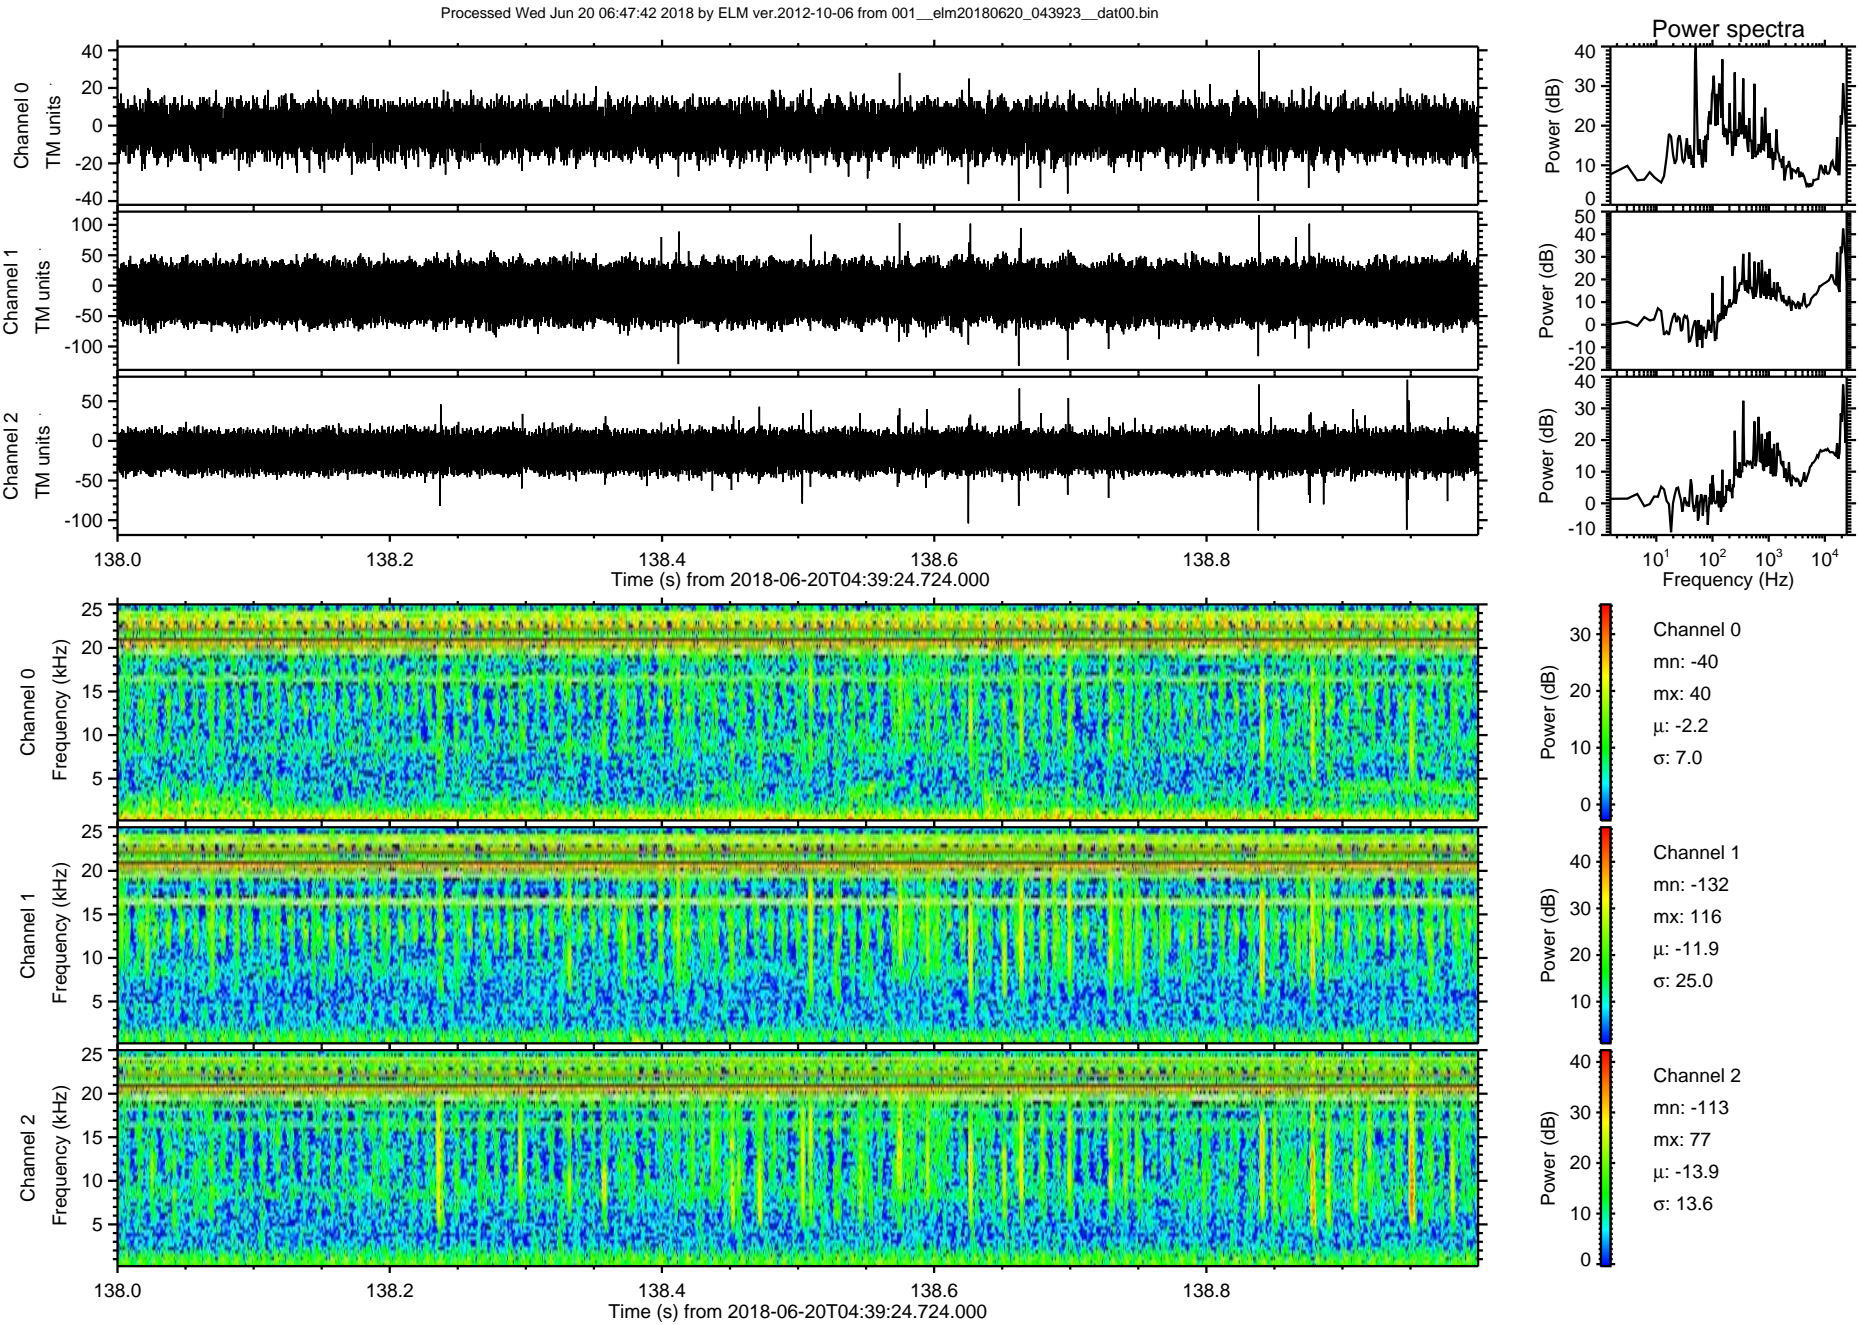 Processed Wed Jun 20 06:47:42 2018 by ELM ver.2012-10-06 from 001__elm20180620_043923__dat00.bin
Power spectra
Channel 0
TM units
40
20
0
-20
-40
Power (dB)
40
30
20
10
0
Channel 1
TM units
100
50
0
-50
-100
Power (dB)
50
40
30
20
10
0
-10
-20
Channel 2
TM units
50
0
-50
-100
Power (dB)
40
30
20
10
0
-10
138.0 138.2 138.4 138.6 138.8
Time (s) from 2018-06-20T04:39:24.724.000
10¹ 10² 10³ 10⁴
Frequency (Hz)
Channel 0
Frequency (kHz)
25
20
15
10
5
Power (dB)
30
20
10
0
Channel 0
mn: -40
mx: 40
µ: -2.2
σ: 7.0
Channel 1
Frequency (kHz)
25
20
15
10
5
Power (dB)
40
30
20
10
Channel 1
mn: -132
mx: 116
µ: -11.9
σ: 25.0
Channel 2
Frequency (kHz)
25
20
15
10
5
Power (dB)
40
30
20
10
0
Channel 2
mn: -113
mx: 77
µ: -13.9
σ: 13.6
138.0 138.2 138.4 138.6 138.8
Time (s) from 2018-06-20T04:39:24.724.000